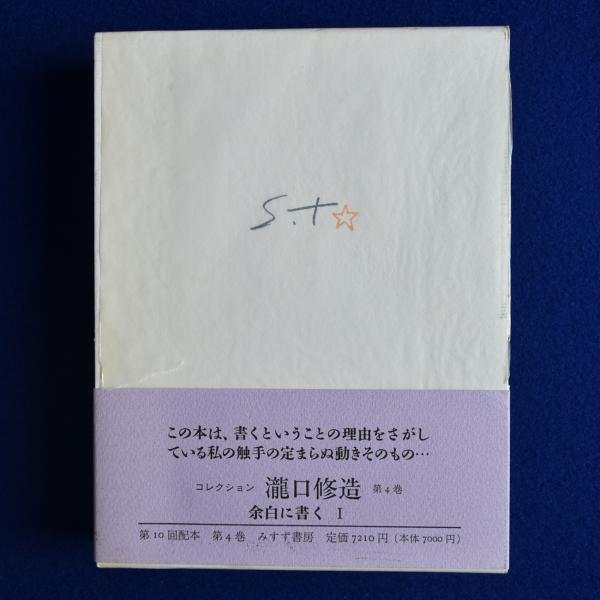 S.T☆
この本は、書くということの理由をさがし
ている私の触手の定まらぬ動きそのもの…
コレクション 瀧口修造 第4巻
余白に書く I
第10回配本 第4巻 みすず書房 定価7210円（本体7000円）